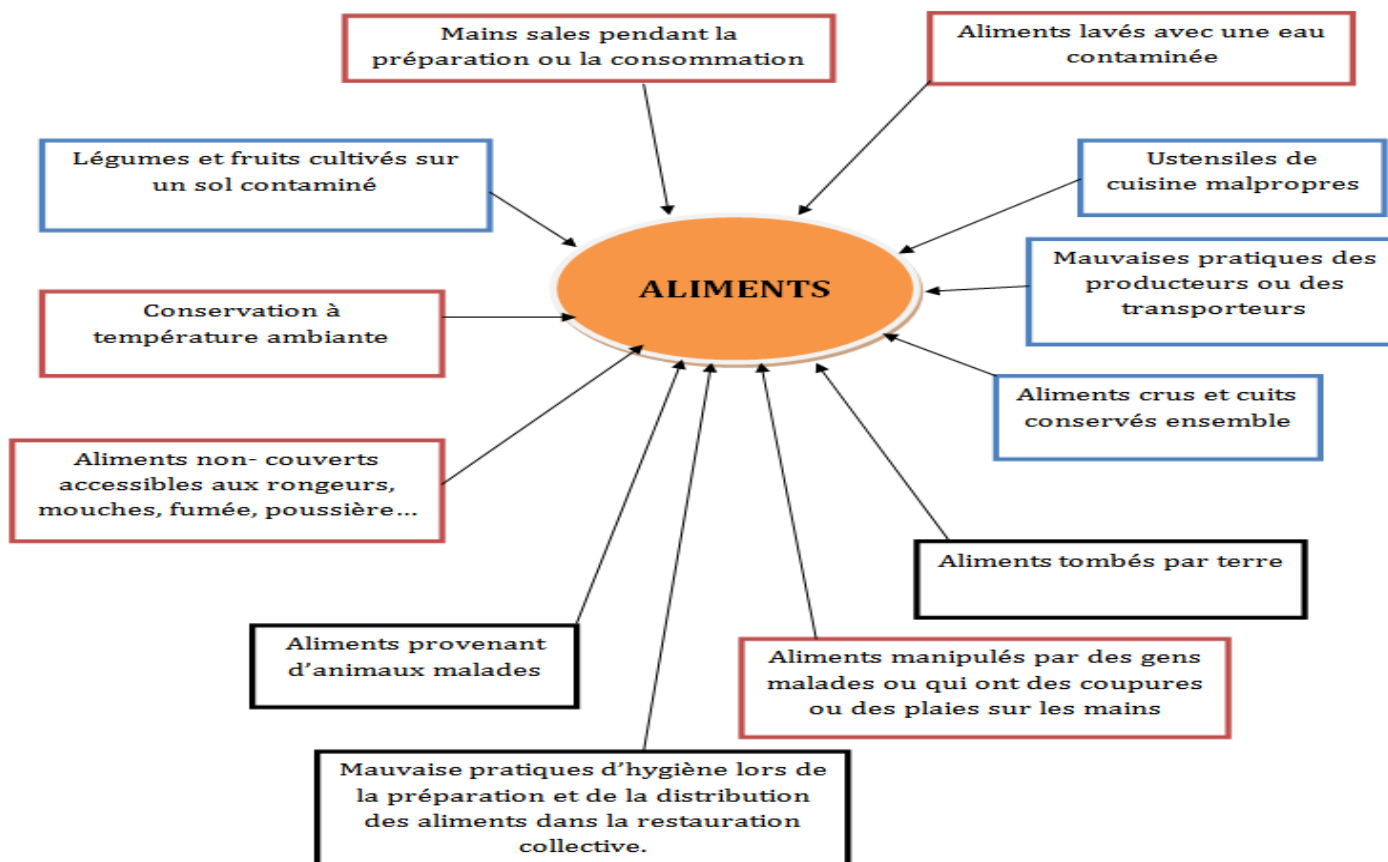 Mains sales pendant la
préparation ou la consommation
Aliments lavés avec une eau
contaminée
Légumes et fruits cultivés sur
un sol contaminé
Ustensiles de
cuisine malpropres
ALIMENTS
Mauvaises pratiques des
producteurs ou des
transporteurs
Conservation à
température ambiante
Aliments crus et cuits
conservés ensemble
Aliments non- couverts
accessibles aux rongeurs,
mouches, fumée, poussière...
Aliments tombés par terre
Aliments provenant
d’animaux malades
Aliments manipulés par des gens
malades ou qui ont des coupures
ou des plaies sur les mains
Mauvaise pratiques d’hygiène lors de
la préparation et de la distribution
des aliments dans la restauration
collective.